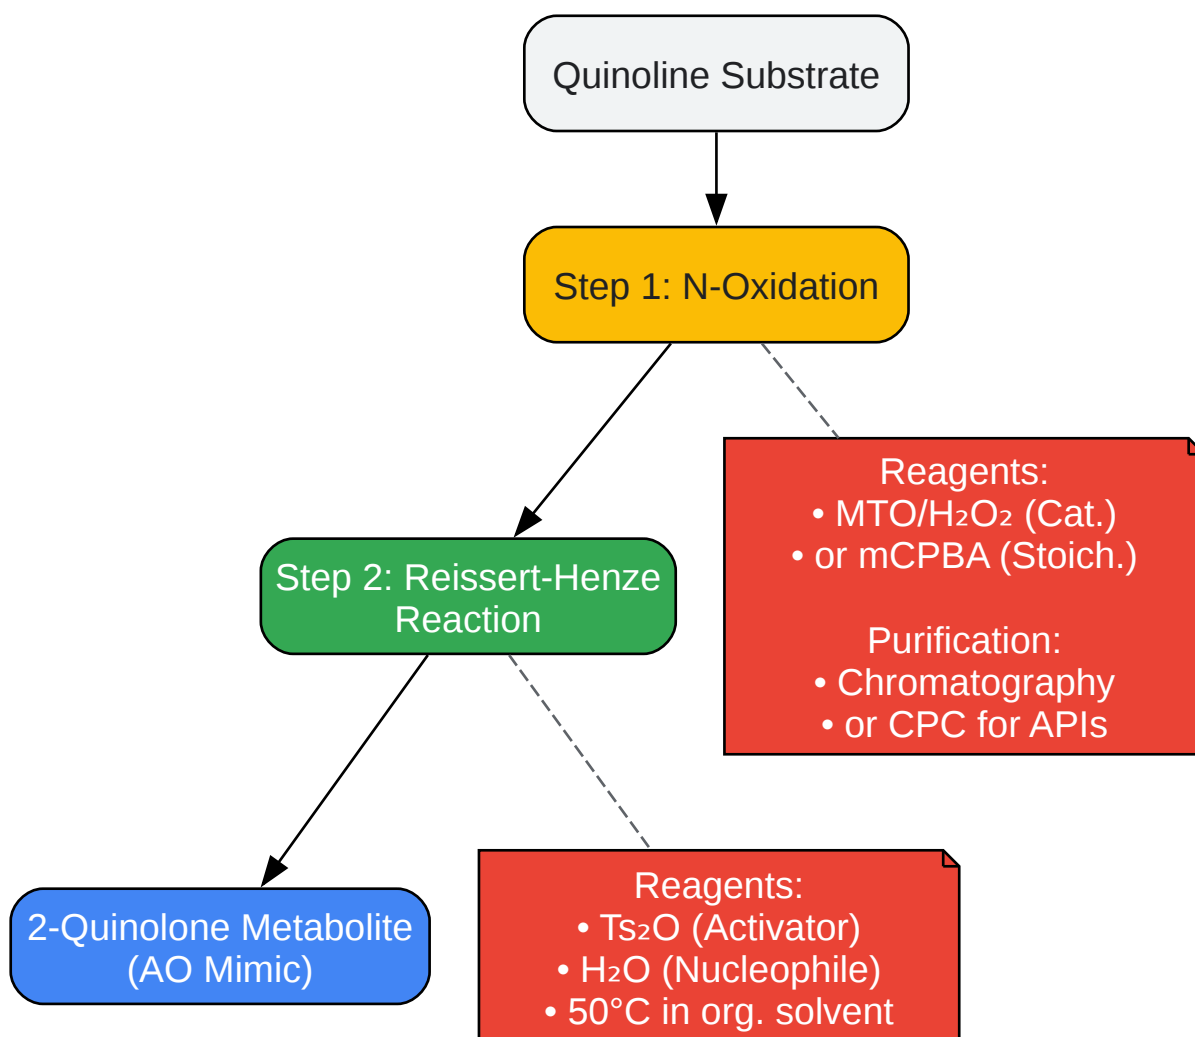 Quinoline Substrate
Step 1: N-Oxidation
Reagents:
• MTO/H₂O₂ (Cat.)
• or mCPBA (Stoich.)
Purification:
• Chromatography
• or CPC for APIs
Step 2: Reissert-Henze
Reaction
Reagents:
• Ts₂O (Activator)
• H₂O (Nucleophile)
• 50°C in org. solvent
2-Quinolone Metabolite
(AO Mimic)